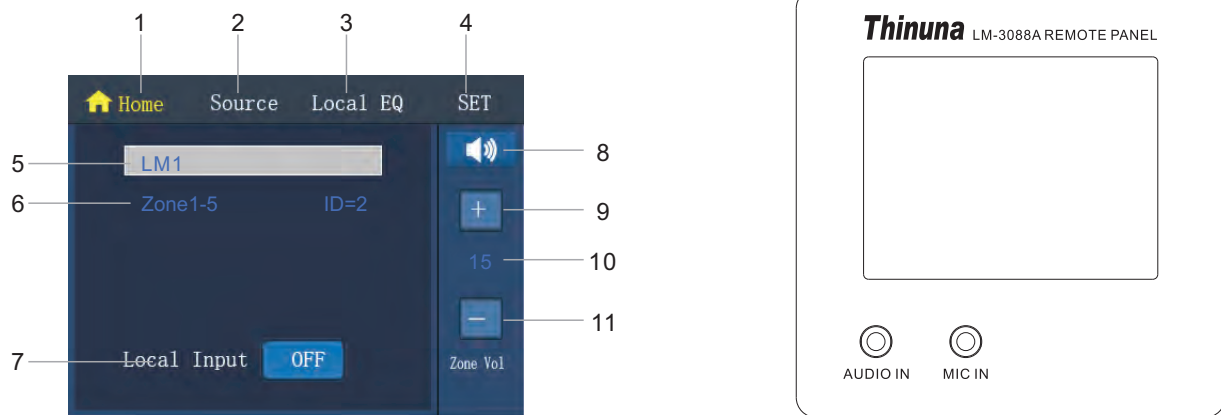 1 2 3 4
Home Source Local EQ SET
5 LM1 8
6 Zone1-5 ID=2 + 9
15 10
− 11
7 Local Input OFF Zone Vol
Thinuna LM-3088A REMOTE PANEL
AUDIO IN MIC IN